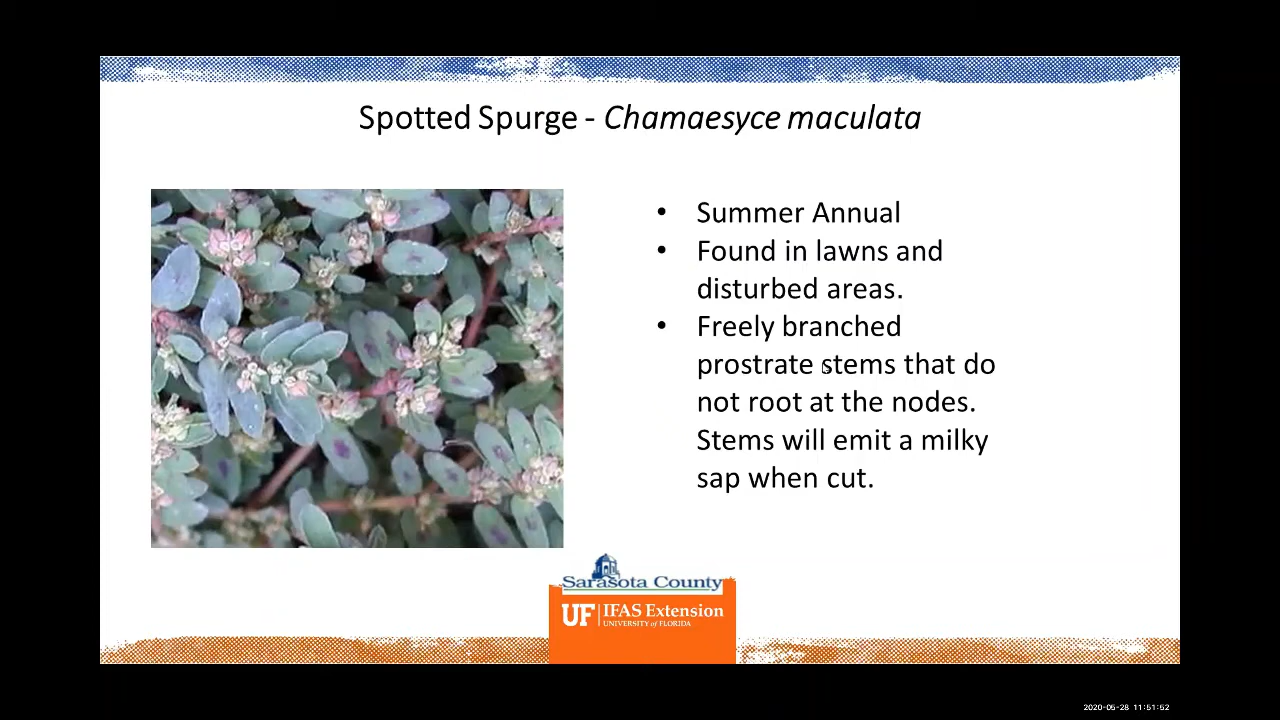 Spotted Spurge - Chamaesyce maculata
• Summer Annual
• Found in lawns and
disturbed areas.
• Freely branched
prostrate stems that do
not root at the nodes.
Stems will emit a milky
sap when cut.
Sarasota County
UF IFAS Extension
UNIVERSITY of FLORIDA
2020-05-28 11:51:52